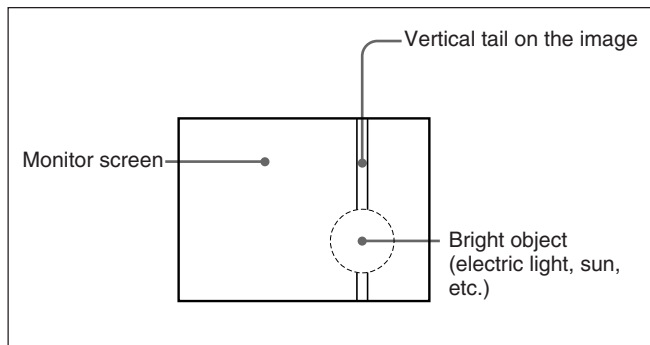 Vertical tail on the image
Monitor screen
Bright object
(electric light, sun,
etc.)